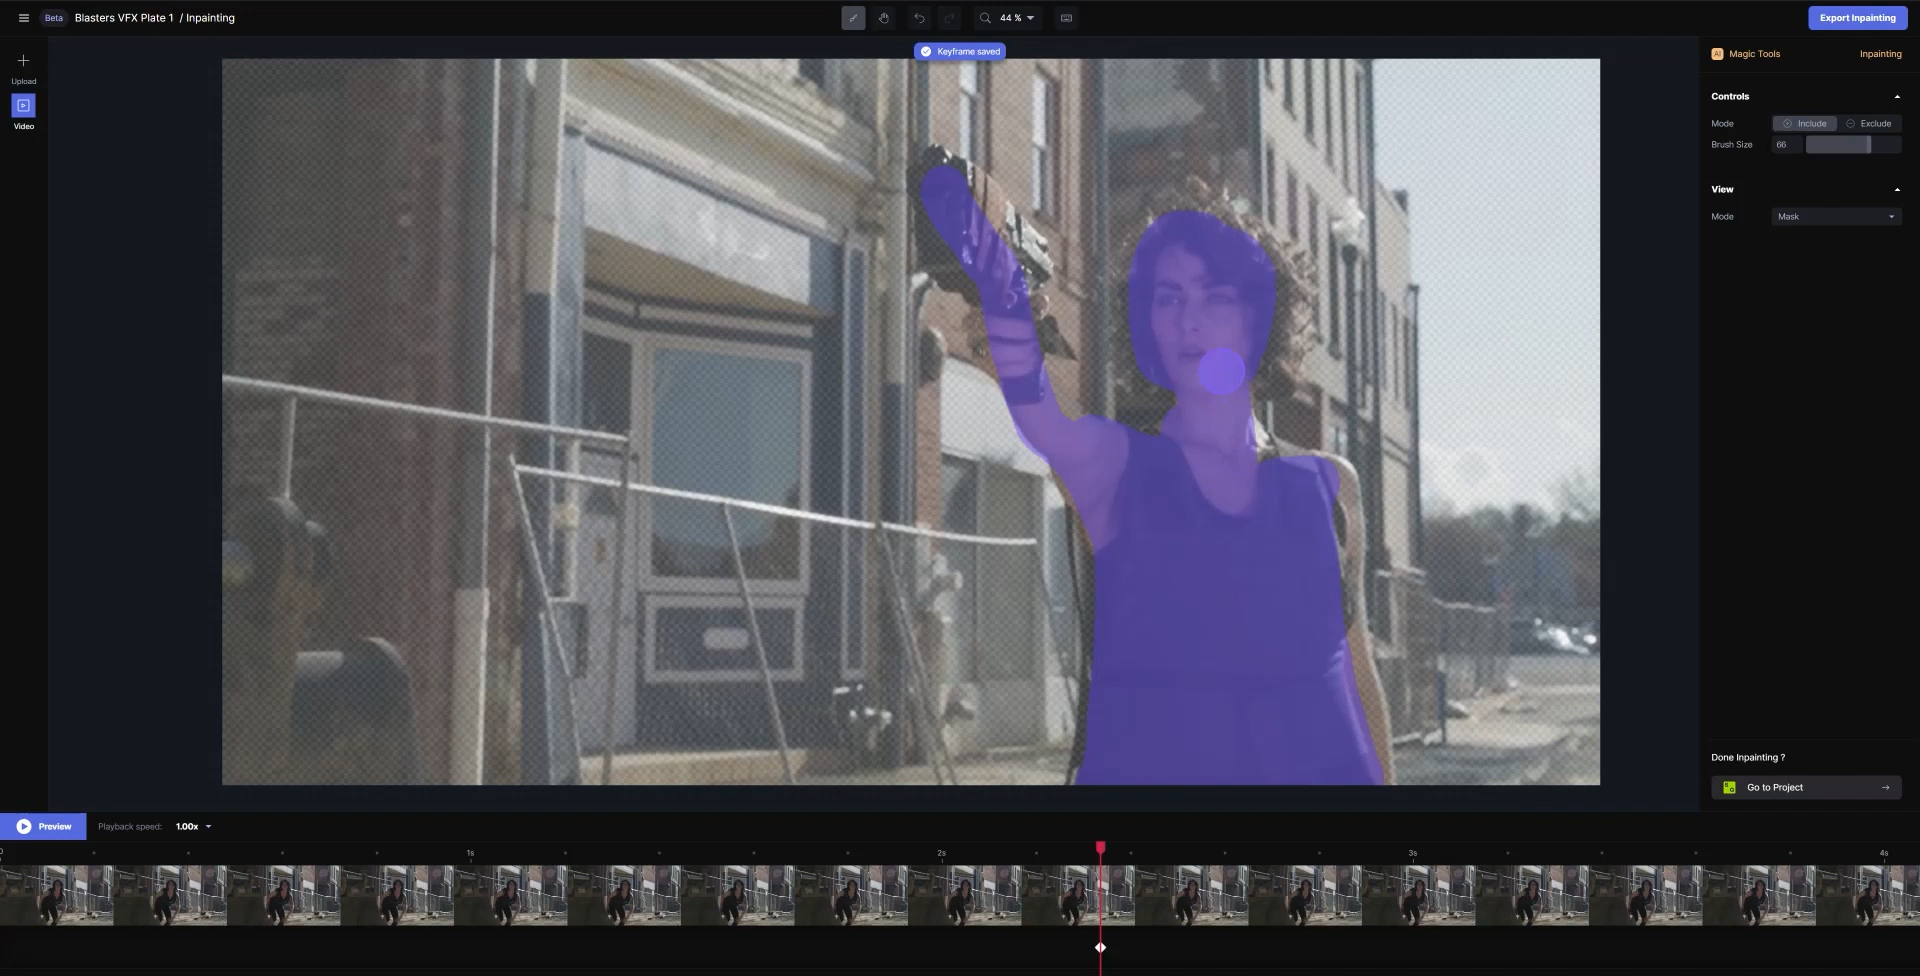 Beta Blasters VFX Plate 1 / Inpainting
44 %
Export Inpainting
Keyframe saved
Upload
Video
AI Magic Tools Inpainting
Controls
Mode Include Exclude
Brush Size 66
View
Mode Mask
Done Inpainting ?
Go to Project
Preview Playback speed: 1.00x
0 1s 2s 3s 4s